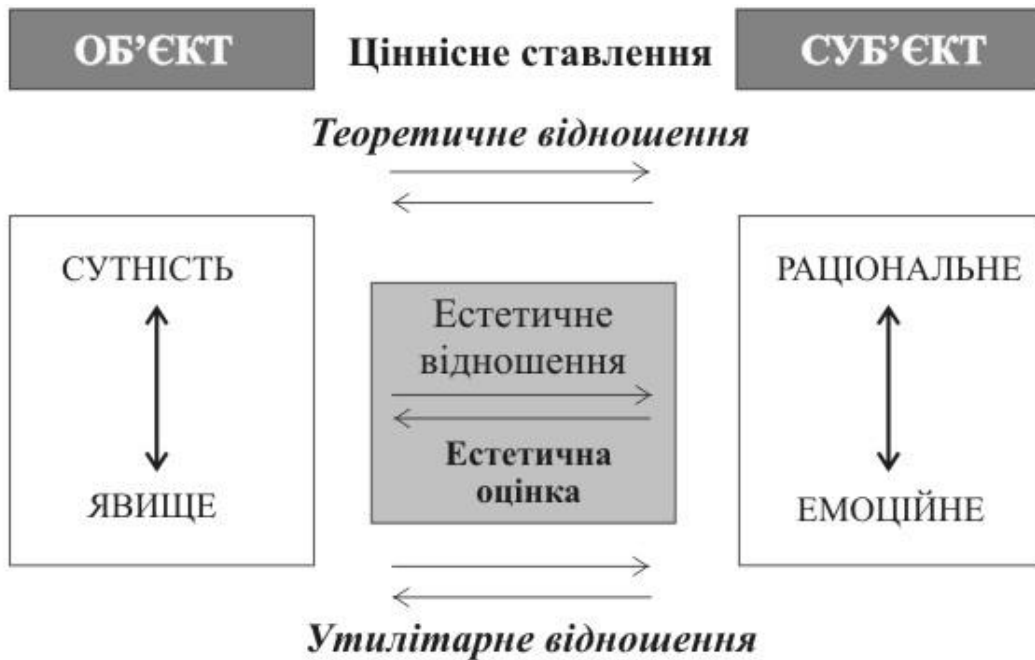 ОБ’ЄКТ
Ціннісне ставлення
СУБ’ЄКТ
Теоретичне відношення
СУТНІСТЬ
ЯВИЩЕ
Естетичне
відношення
Естетична
оцінка
РАЦІОНАЛЬНЕ
ЕМОЦІЙНЕ
Утилітарне відношення